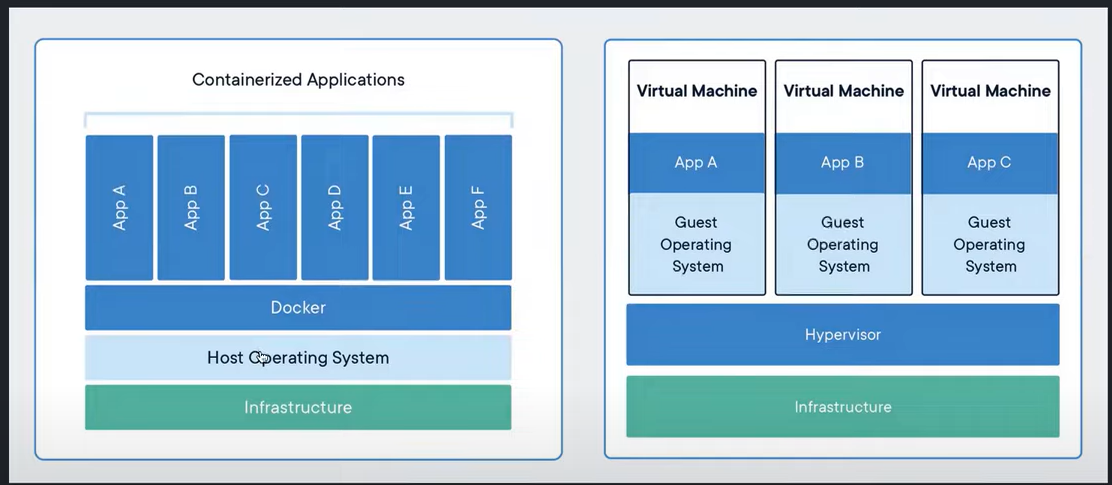 Containerized Applications
App A
App B
App C
App D
App E
App F
Docker
Host Operating System
Infrastructure
Virtual Machine
App A
Guest
Operating
System
Virtual Machine
App B
Guest
Operating
System
Virtual Machine
App C
Guest
Operating
System
Hypervisor
Infrastructure